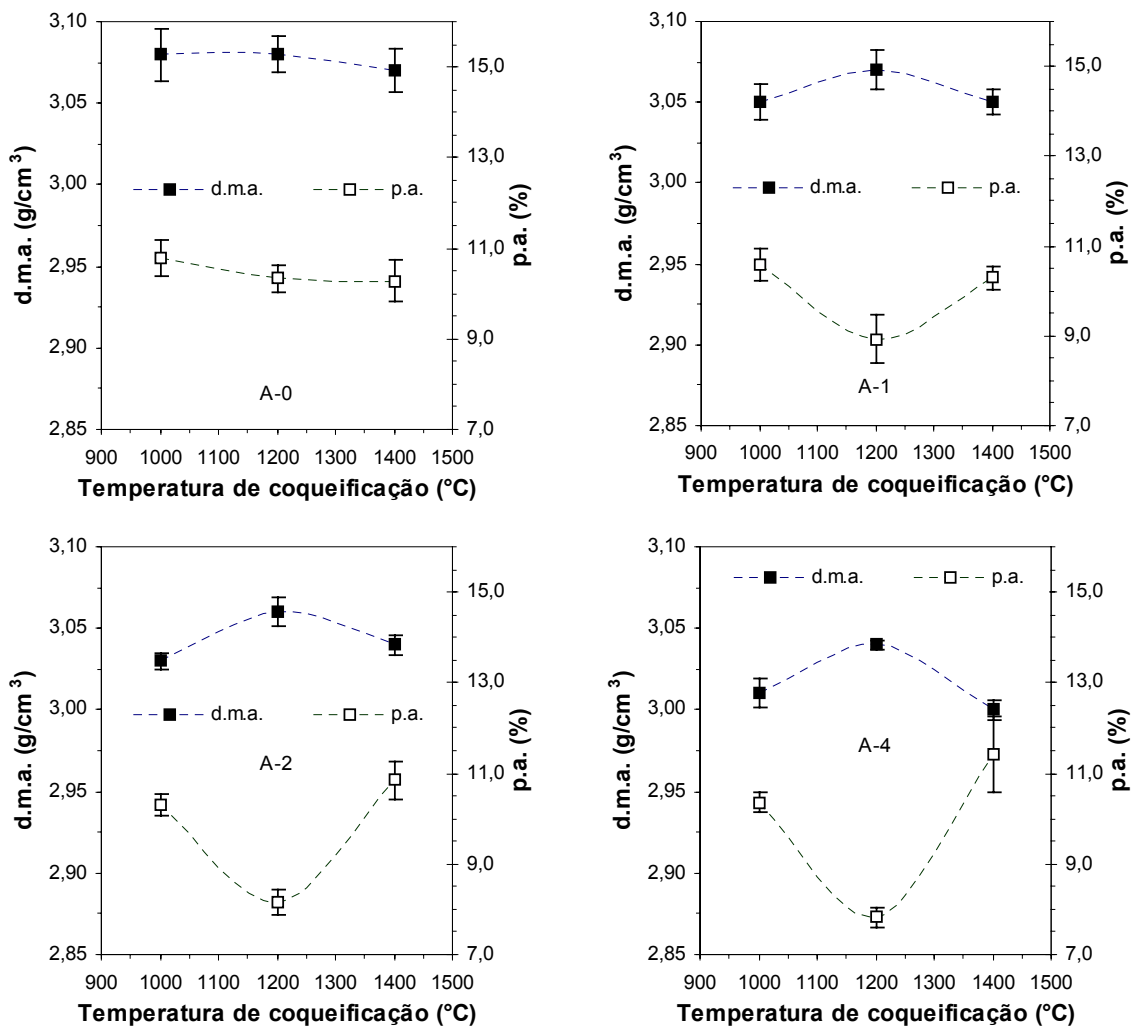 3,10
3,05
3,00
2,95
2,90
2,85
d.m.a. (g/cm³)
15,0
13,0
11,0
9,0
7,0
p.a. (%)
d.m.a. p.a.
A-0
900 1000 1100 1200 1300 1400 1500
Temperatura de coqueificação (°C)
3,10
3,05
3,00
2,95
2,90
2,85
d.m.a. (g/cm³)
15,0
13,0
11,0
9,0
7,0
p.a. (%)
d.m.a. p.a.
A-1
900 1000 1100 1200 1300 1400 1500
Temperatura de coqueificação (°C)
3,10
3,05
3,00
2,95
2,90
2,85
d.m.a. (g/cm³)
15,0
13,0
11,0
9,0
7,0
p.a. (%)
d.m.a. p.a.
A-2
900 1000 1100 1200 1300 1400 1500
Temperatura de coqueificação (°C)
3,10
3,05
3,00
2,95
2,90
2,85
d.m.a. (g/cm³)
15,0
13,0
11,0
9,0
7,0
p.a. (%)
d.m.a. p.a.
A-4
900 1000 1100 1200 1300 1400 1500
Temperatura de coqueificação (°C)